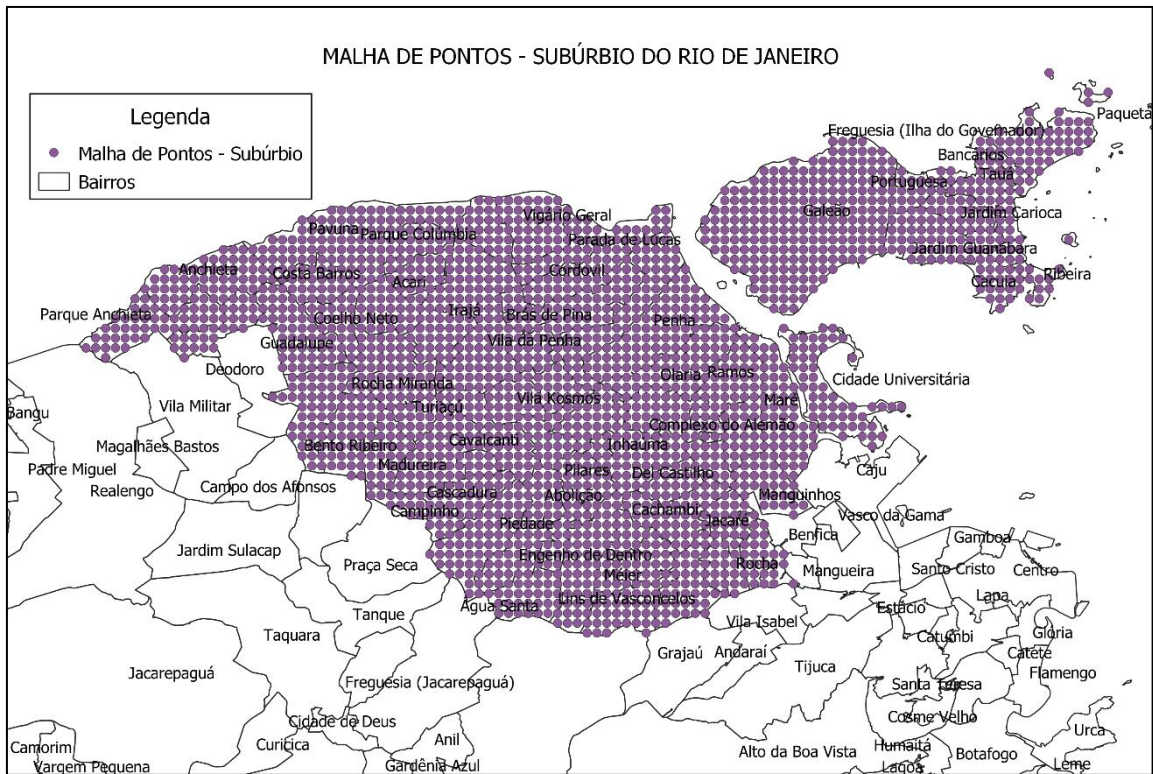 MALHA DE PONTOS - SUBÚRBIO DO RIO DE JANEIRO
Legenda
Malha de Pontos - Subúrbio
Bairros
Paquetá
Freguesia (Ilha do Governador)
Bancários
Tauá
Portuguesa
Galeão
Jardim Carioca
Vigário Geral
Pavuna
Parque Colúmbia
Parada de Lucas
Jardim Guanabara
Anchieta
Costa Barros
Cordovil
Acari
Cacuia
Ribeira
Parque Anchieta
Coelho Neto
Irajá
Brás de Pina
Penha
Guadalupe
Vila da Penha
Deodoro
Olaria
Ramos
Rocha Miranda
Cidade Universitária
Vila Kosmos
Maré
Turiaçú
Vila Militar
Bangu
Complexo do Alemão
Cavalcanti
Inhaúma
Bento Ribeiro
Magalhães Bastos
Madureira
Padre Miguel
Pilares
Del Castilho
Caju
Realengo
Campo dos Afonsos
Cascadura
Abolição
Manguinhos
Campinho
Cachambi
Vasco da Gama
Piedade
Jacaré
Benfica
Gamboa
Jardim Sulacap
Engenho de Dentro
Praça Seca
Rocha
Mangueira
Santo Cristo
Centro
Méier
Lapa
Água Santa
Lins de Vasconcelos
Estácio
Tanque
Vila Isabel
Taquara
Catumbi
Glória
Grajaú
Andaraí
Catete
Tijuca
Jacarepaguá
Freguesia (Jacarepaguá)
Santa Teresa
Flamengo
Cidade de Deus
Cosme Velho
Urca
Camorim
Curicica
Anil
Alto da Boa Vista
Humaitá
Botafogo
Vargem Pequena
Gardênia Azul
Lagoa
Leme